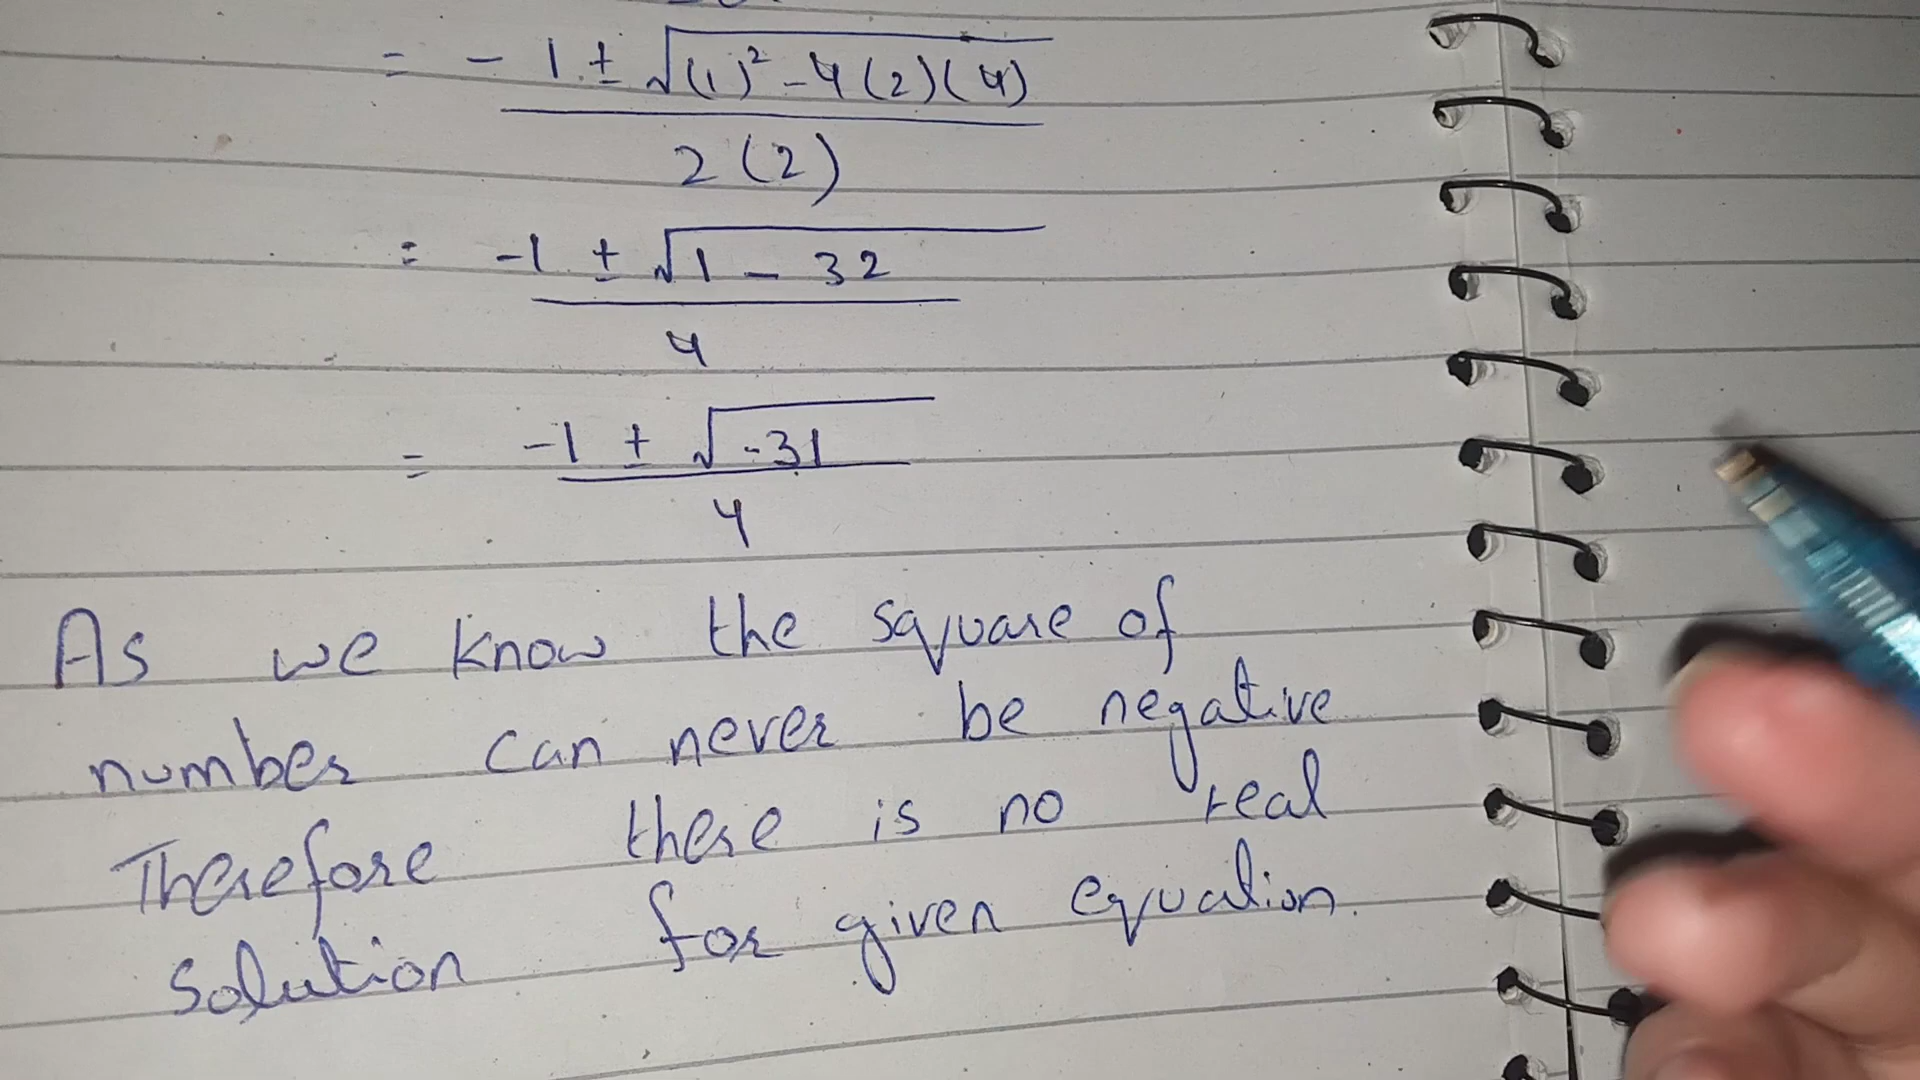 = - 1 ± √(1)² - 4(2)(4)
2(2)
= -1 ± √1 - 32
4
= -1 ± √-31
4
As we know the square of
number can never be negative
Therefore there is no real
solution for given equation.